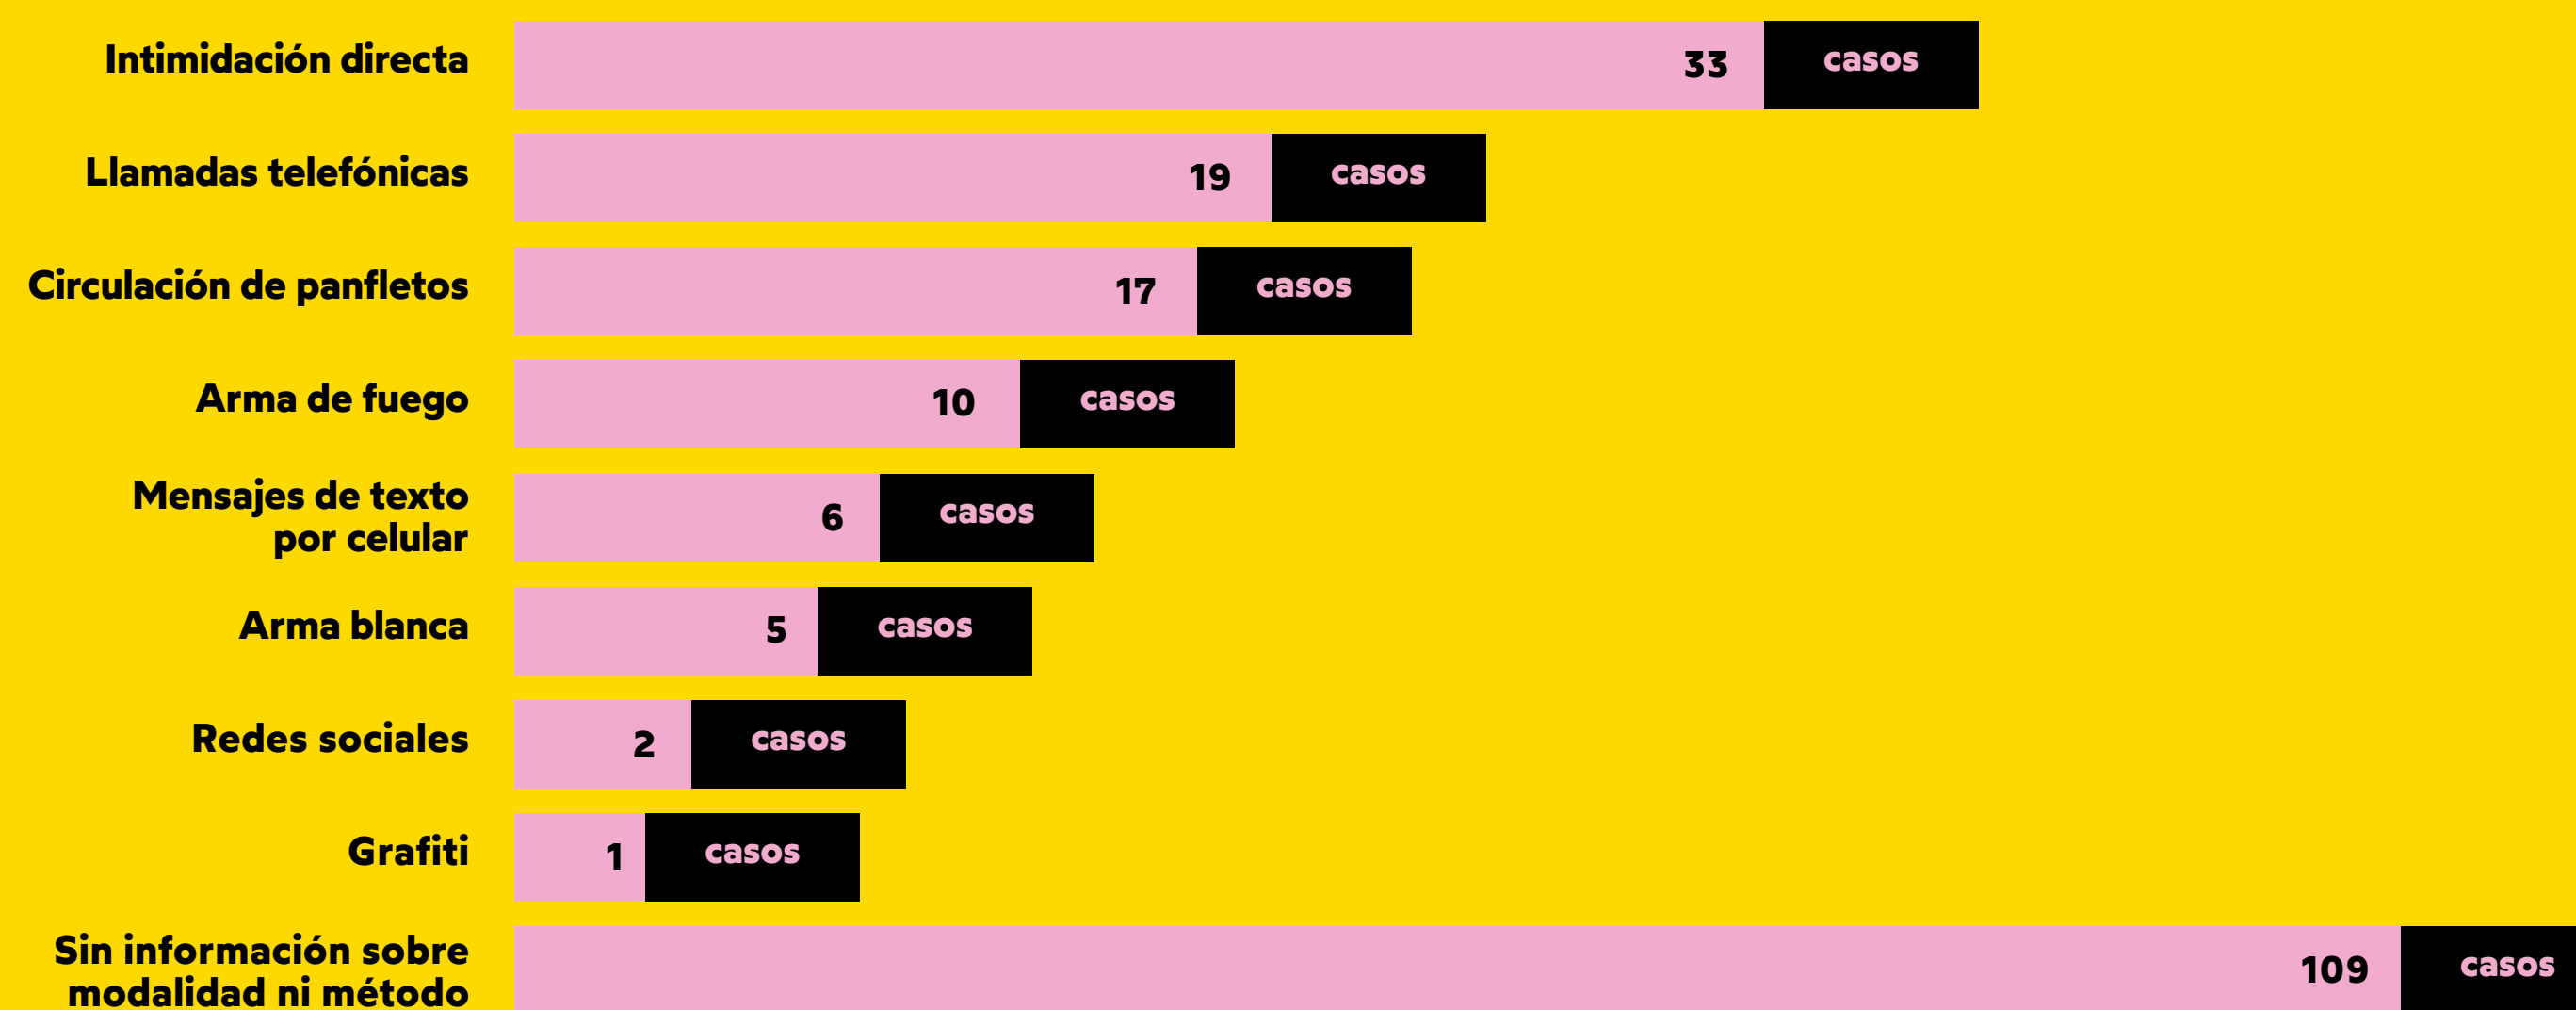 Intimidación directa 33 casos
Llamadas telefónicas 19 casos
Circulación de panfletos 17 casos
Arma de fuego 10 casos
Mensajes de texto
por celular 6 casos
Arma blanca 5 casos
Redes sociales 2 casos
Grafiti 1 casos
Sin información sobre
modalidad ni método 109 casos